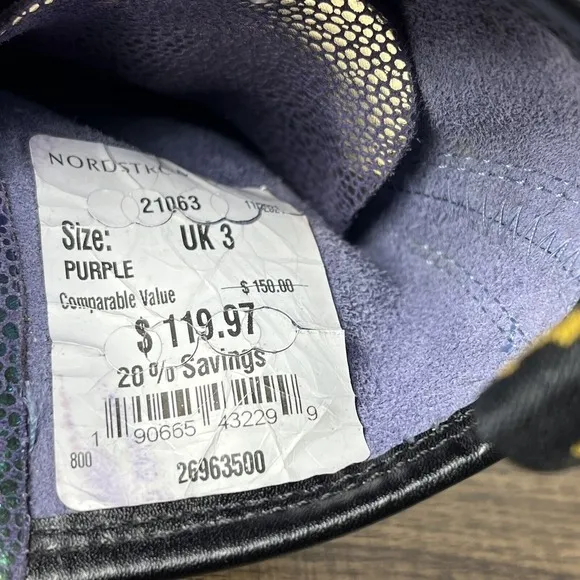 21063
Size: UK 3
PURPLE
$ 150.00
Comparable Value
$ 119.97
20% Savings
1 90665 43229 9
800
26963500